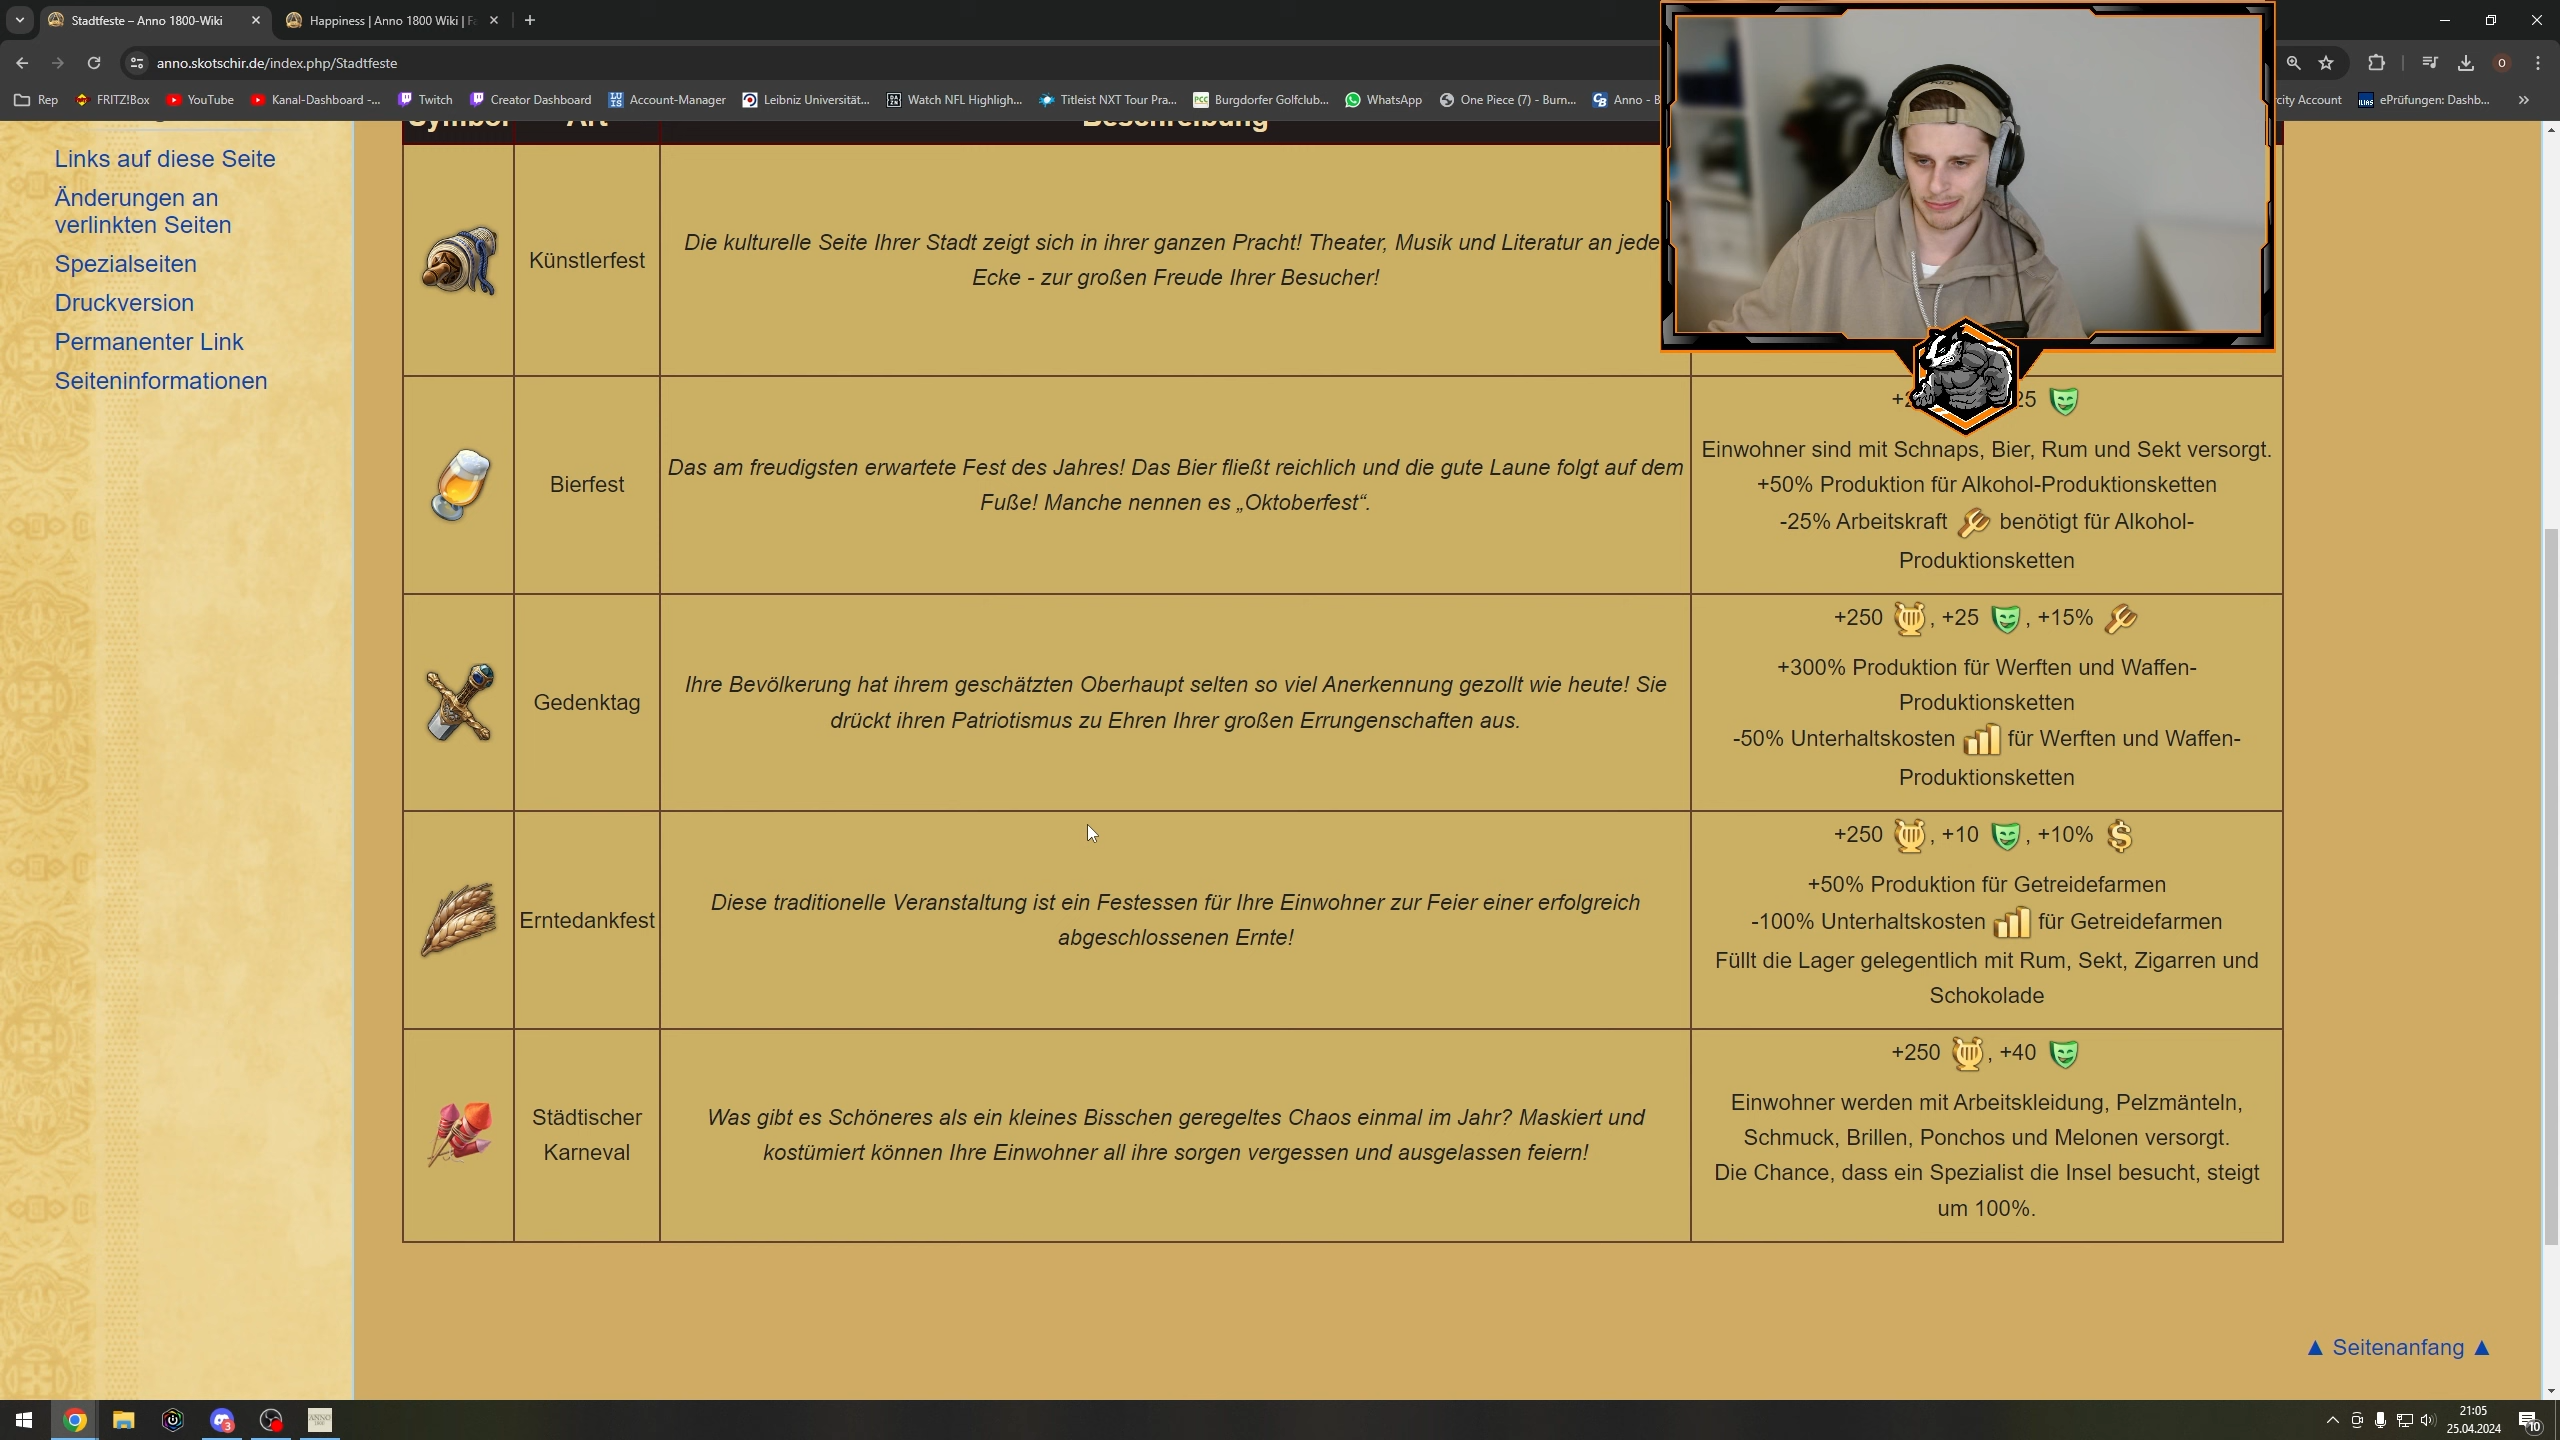 Stadtfeste – Anno 1800-Wiki
Happiness | Anno 1800 Wiki |
anno.skotschir.de/index.php/Stadtfeste
Rep
FRITZ!Box
YouTube
Kanal-Dashboard -...
Twitch
Creator Dashboard
Account-Manager
Leibniz Universität...
Watch NFL Highligh...
Titleist NXT Tour Pra...
Burgdorfer Golfclub...
WhatsApp
One Piece (7) - Burn...
Anno - B
city Account
ePrüfungen: Dashb...
Symbol
Art
Beschreibung
Links auf diese Seite
Änderungen an
verlinkten Seiten
Spezialseiten
Druckversion
Permanenter Link
Seiteninformationen
Künstlerfest
Die kulturelle Seite Ihrer Stadt zeigt sich in ihrer ganzen Pracht! Theater, Musik und Literatur an jede
Ecke - zur großen Freude Ihrer Besucher!
Bierfest
Das am freudigsten erwartete Fest des Jahres! Das Bier fließt reichlich und die gute Laune folgt auf dem
Fuße! Manche nennen es „Oktoberfest“.
Einwohner sind mit Schnaps, Bier, Rum und Sekt versorgt.
+50% Produktion für Alkohol-Produktionsketten
-25% Arbeitskraft benötigt für Alkohol-
Produktionsketten
Gedenktag
Ihre Bevölkerung hat ihrem geschätzten Oberhaupt selten so viel Anerkennung gezollt wie heute! Sie
drückt ihren Patriotismus zu Ehren Ihrer großen Errungenschaften aus.
+250 , +25 , +15%
+300% Produktion für Werften und Waffen-
Produktionsketten
-50% Unterhaltskosten für Werften und Waffen-
Produktionsketten
Erntedankfest
Diese traditionelle Veranstaltung ist ein Festessen für Ihre Einwohner zur Feier einer erfolgreich
abgeschlossenen Ernte!
+250 , +10 , +10%
+50% Produktion für Getreidefarmen
-100% Unterhaltskosten für Getreidefarmen
Füllt die Lager gelegentlich mit Rum, Sekt, Zigarren und
Schokolade
Städtischer
Karneval
Was gibt es Schöneres als ein kleines Bisschen geregeltes Chaos einmal im Jahr? Maskiert und
kostümiert können Ihre Einwohner all ihre sorgen vergessen und ausgelassen feiern!
+250 , +40
Einwohner werden mit Arbeitskleidung, Pelzmänteln,
Schmuck, Brillen, Ponchos und Melonen versorgt.
Die Chance, dass ein Spezialist die Insel besucht, steigt
um 100%.
▲ Seitenanfang ▲
21:05
25.04.2024